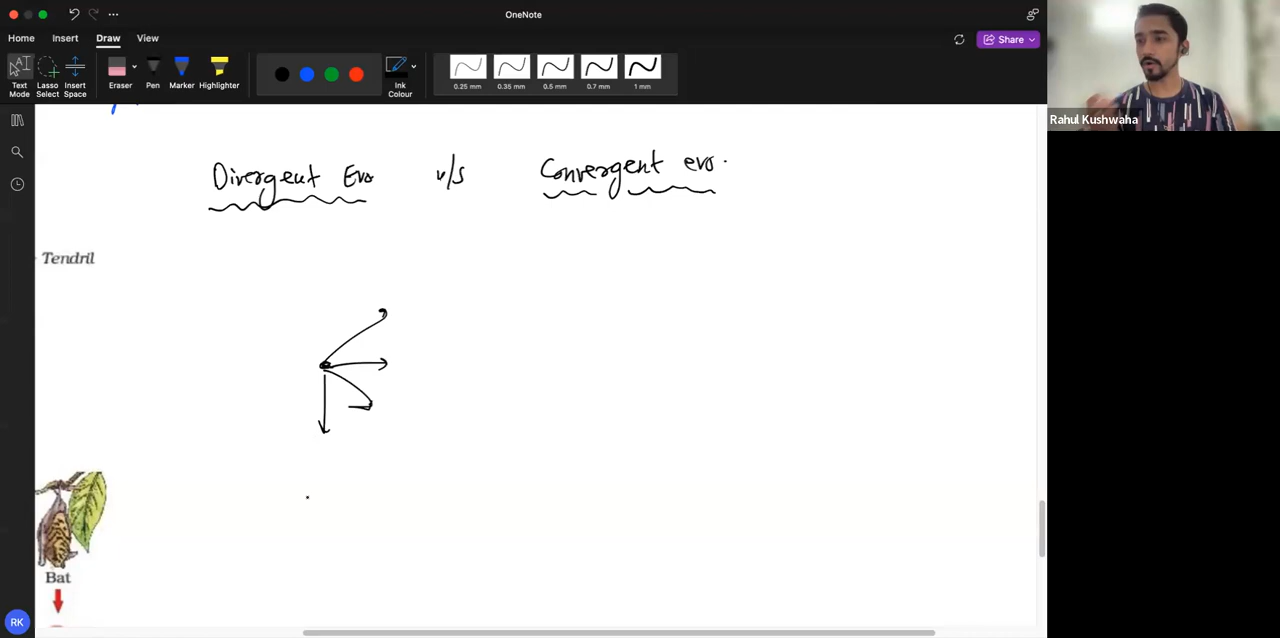 OneNote
Home Insert Draw View
Share
Text Mode
Lasso Select
Insert Space
Eraser
Pen
Marker
Highlighter
Ink Colour
0.25 mm
0.35 mm
0.5 mm
0.7 mm
1 mm
Rahul Kushwaha
Divergent Evo v/s Convergent evo.
Tendril
Bat
RK